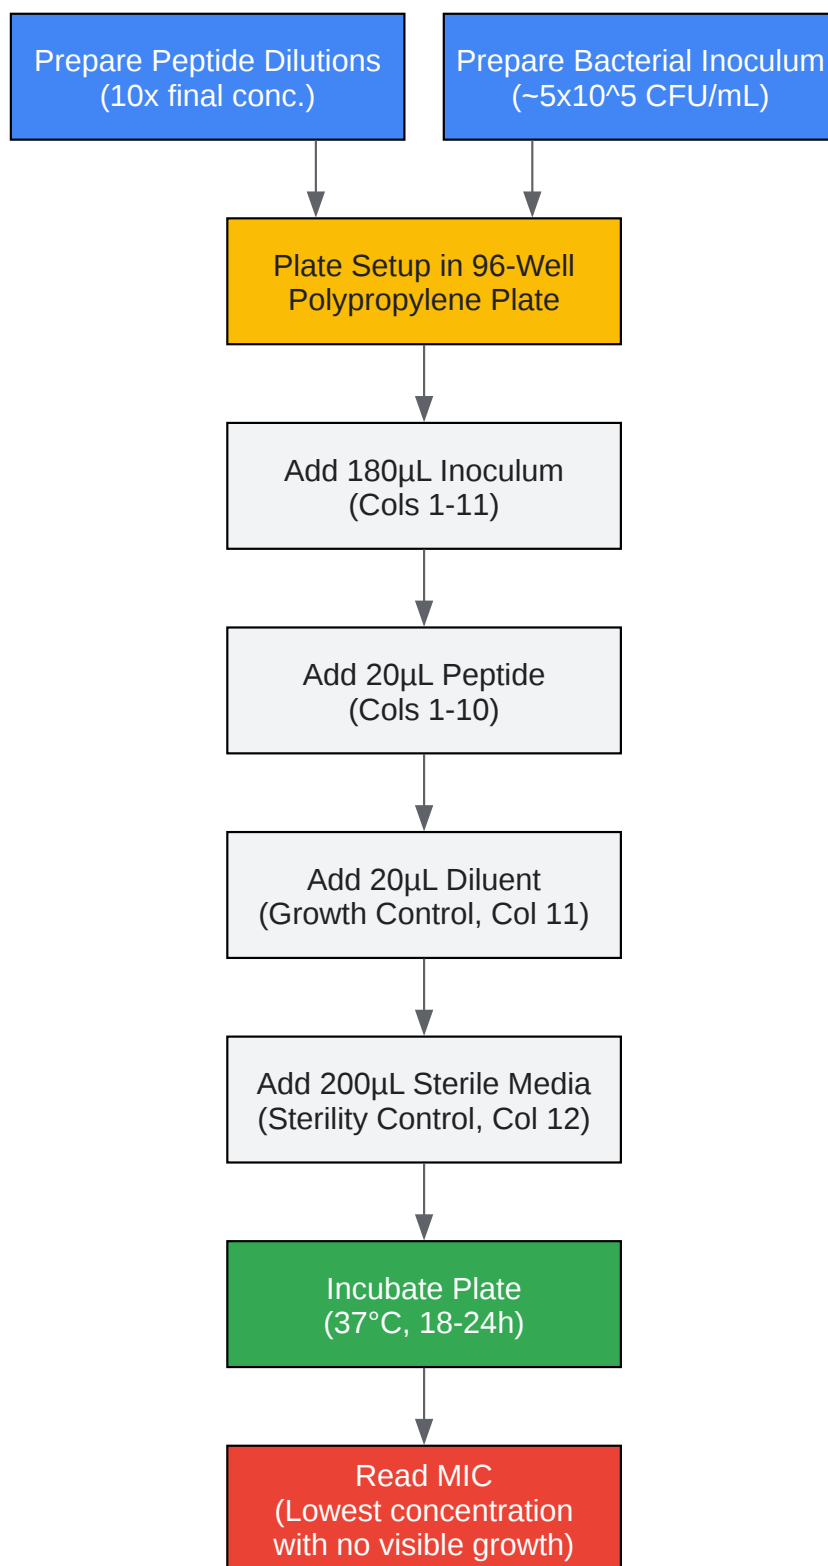 Prepare Peptide Dilutions
(10x final conc.)
Prepare Bacterial Inoculum
(~5x10^5 CFU/mL)
Plate Setup in 96-Well
Polypropylene Plate
Add 180µL Inoculum
(Cols 1-11)
Add 20µL Peptide
(Cols 1-10)
Add 20µL Diluent
(Growth Control, Col 11)
Add 200µL Sterile Media
(Sterility Control, Col 12)
Incubate Plate
(37°C, 18-24h)
Read MIC
(Lowest concentration
with no visible growth)